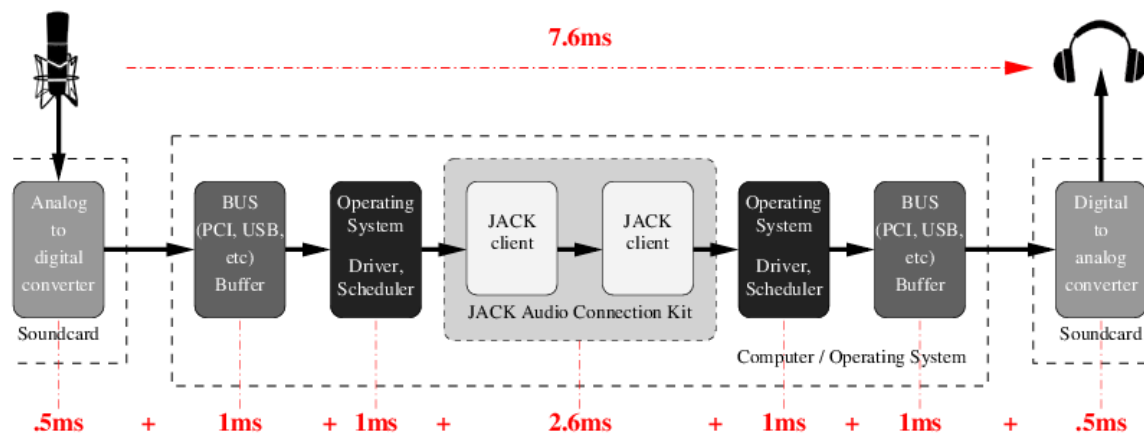 7.6ms
Analog
to
digital
converter
Soundcard
BUS
(PCI, USB,
etc)
Buffer
Operating
System
Driver,
Scheduler
JACK
client
JACK
client
JACK Audio Connection Kit
Operating
System
Driver,
Scheduler
BUS
(PCI, USB,
etc)
Buffer
Computer / Operating System
Digital
to
analog
converter
Soundcard
.5ms + 1ms + 1ms + 2.6ms + 1ms + 1ms + .5ms